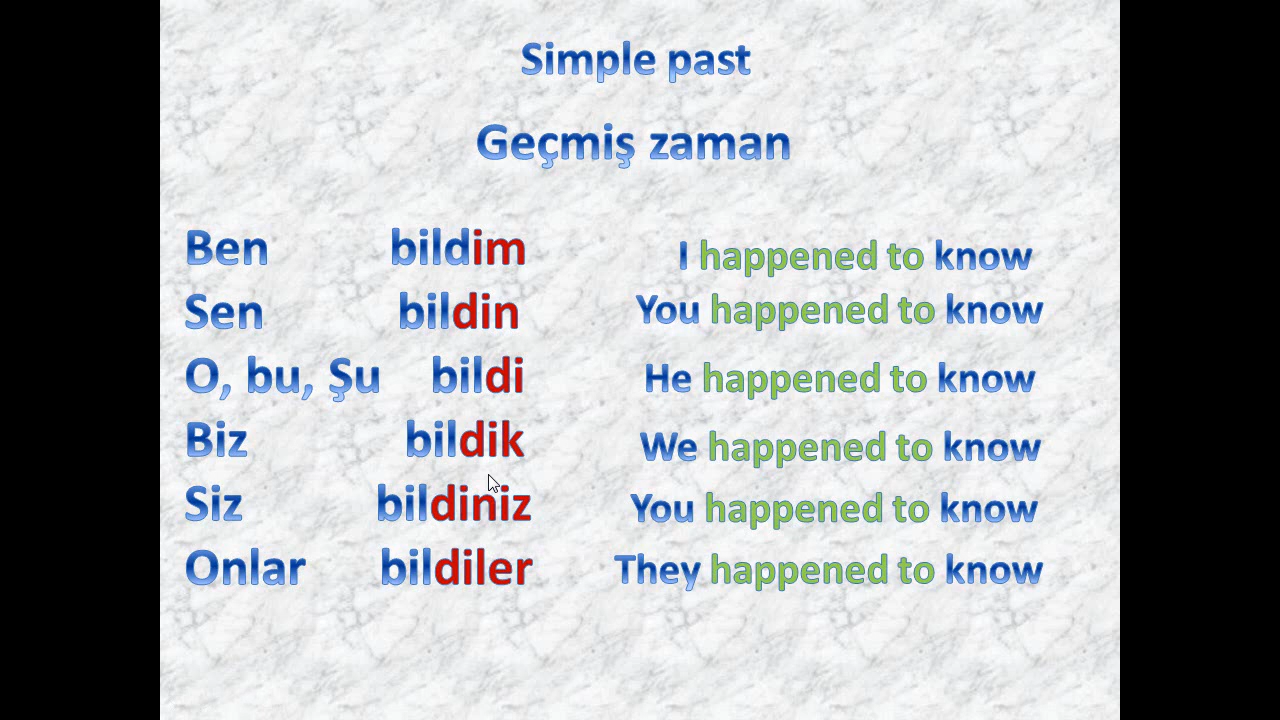 Simple past
Geçmiş zaman
Ben bildim I happened to know
Sen bildin You happened to know
O, bu, Şu bildi He happened to know
Biz bildik We happened to know
Siz bildiniz You happened to know
Onlar bildiler They happened to know